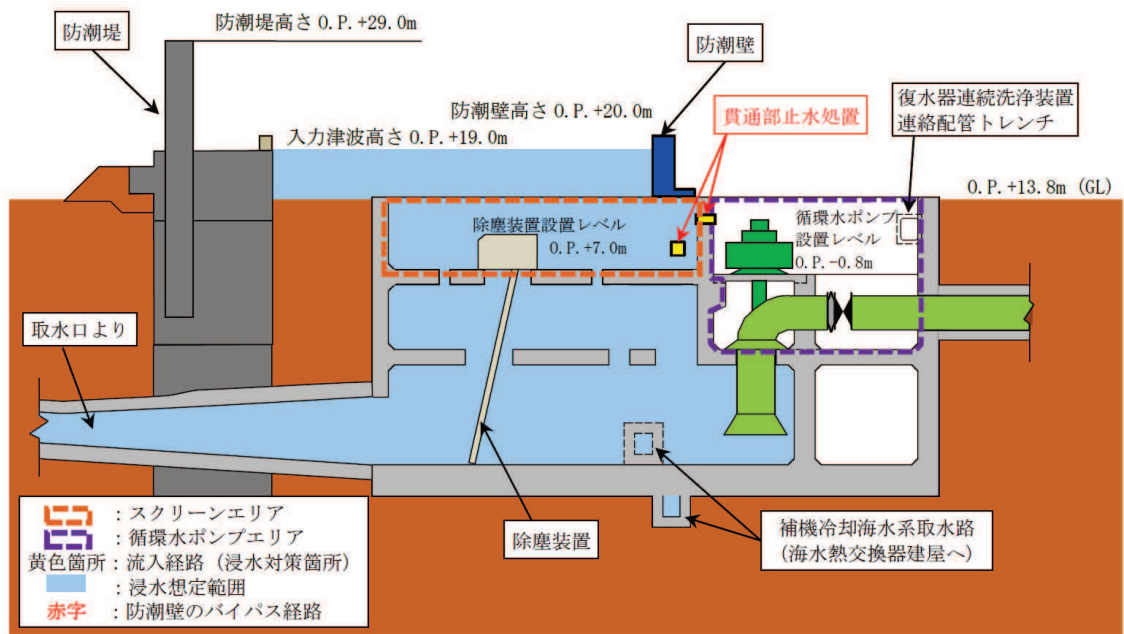 防潮堤高さ O.P.+29.0m
防潮堤
防潮壁
防潮壁高さ O.P.+20.0m
貫通部止水処置
復水器連続洗浄装置
連絡配管トレンチ
入力津波高さ O.P.+19.0m
O.P.+13.8m (GL)
除塵装置設置レベル
O.P.+7.0m
循環水ポンプ
設置レベル
O.P.-0.8m
取水口より
:スクリーンエリア
:循環水ポンプエリア
黄色箇所:流入経路(浸水対策箇所)
:浸水想定範囲
赤字:防潮壁のバイパス経路
除塵装置
補機冷却海水系取水路
(海水熱交換器建屋へ)